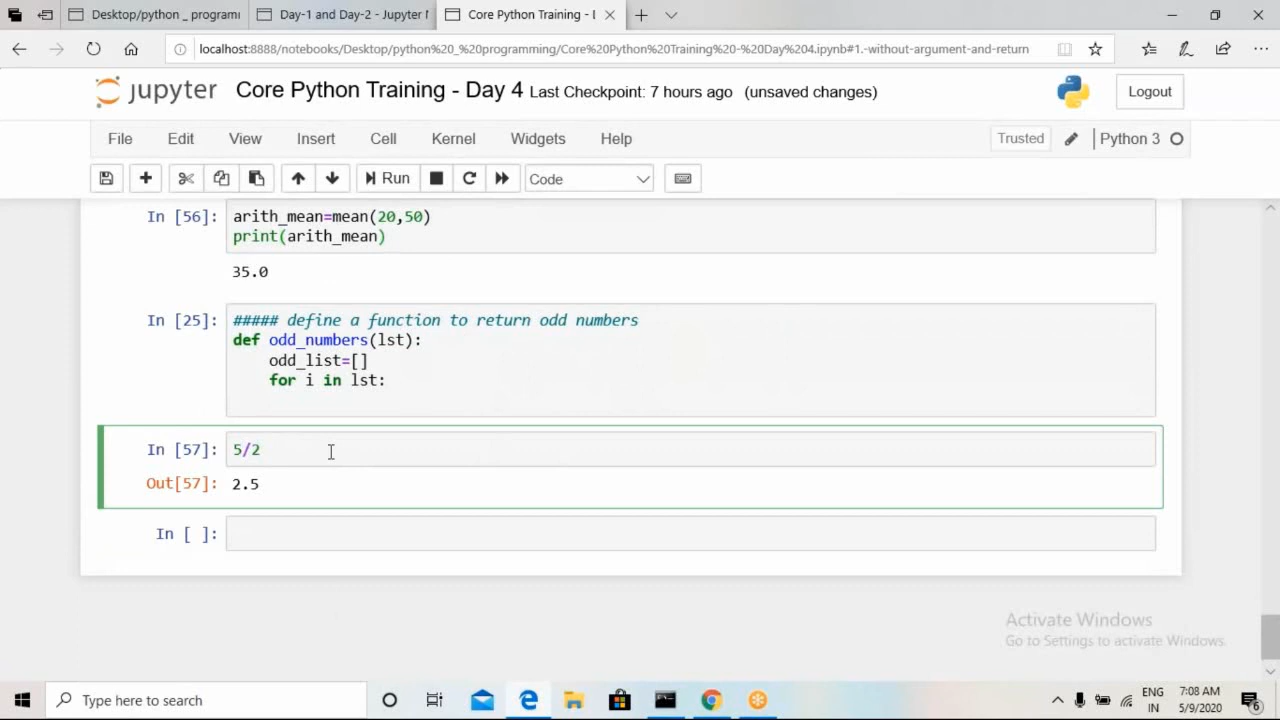 Desktop/python _ programi
Day-1 and Day-2 - Jupyter N
Core Python Training - D
localhost:8888/notebooks/Desktop/python%20_%20programming/Core%20Python%20Training%20-%20Day%204.ipynb#1.-without-argument-and-return
jupyter Core Python Training - Day 4 Last Checkpoint: 7 hours ago (unsaved changes)
Logout
File Edit View Insert Cell Kernel Widgets Help
Trusted Python 3
Run Code
In [56]: arith_mean=mean(20,50)
print(arith_mean)
35.0
In [25]: ##### define a function to return odd numbers
def odd_numbers(lst):
odd_list=[]
for i in lst:
In [57]: 5/2
Out[57]: 2.5
In [ ]:
Activate Windows
Go to Settings to activate Windows.
Type here to search
ENG
IN
7:08 AM
5/9/2020
6